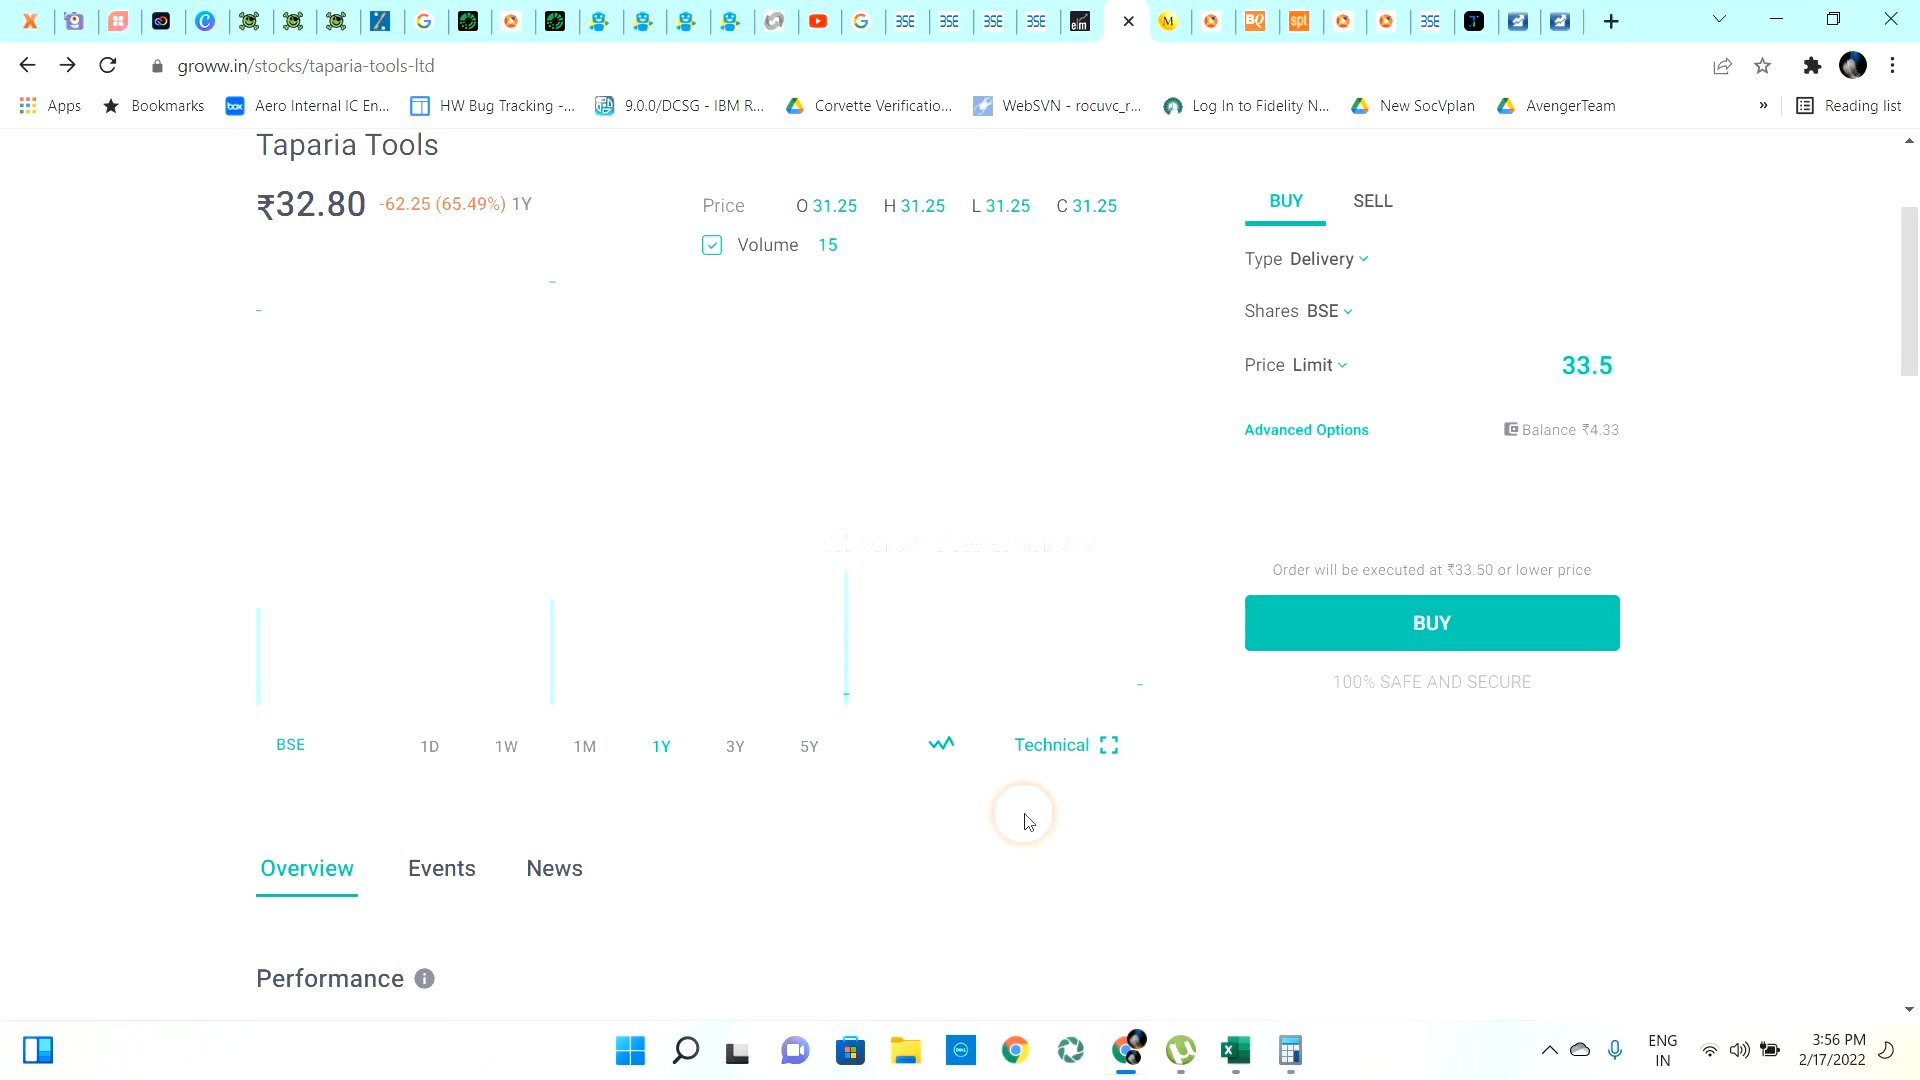 groww.in/stocks/taparia-tools-ltd
Apps Bookmarks Aero Internal IC En... HW Bug Tracking -... 9.0.0/DCSG - IBM R... Corvette Verificatio... WebSVN - rocuvc_r... Log In to Fidelity N... New SocVplan AvengerTeam » Reading list
Taparia Tools
₹32.80 -62.25 (65.49%) 1Y
Price O 31.25 H 31.25 L 31.25 C 31.25
Volume 15
BUY SELL
Type Delivery
Shares BSE
Price Limit 33.5
Advanced Options Balance ₹4.33
Order will be executed at ₹33.50 or lower price
BUY
100% SAFE AND SECURE
BSE 1D 1W 1M 1Y 3Y 5Y Technical
Overview Events News
Performance
ENG
IN
3:56 PM
2/17/2022